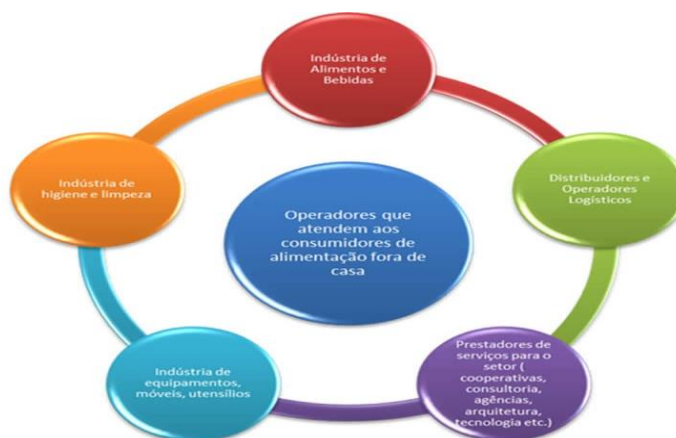 Indústria de
Alimentos e
Bebidas
Indústria de
higiene e limpeza
Distribuidores e
Operadores
Logísticos
Operadores que
atendem aos
consumidores de
alimentação fora de
casa
Indústria de
equipamentos,
móveis, utensílios
Prestadores de
serviços para o
setor (
cooperativas,
consultoria,
agências,
arquitetura,
tecnologia etc.)